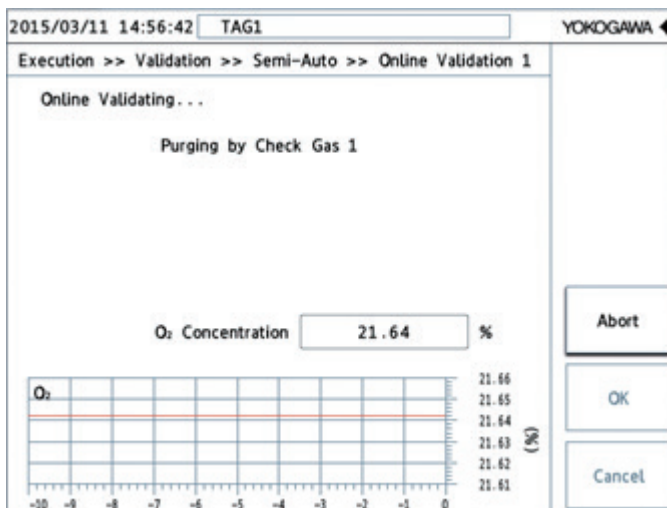 2015/03/11 14:56:42 TAG1 YOKOGAWA
Execution >> Validation >> Semi-Auto >> Online Validation 1
Online Validating...
Purging by Check Gas 1
O₂ Concentration 21.64 %
Abort
OK
Cancel
O₂
21.66
21.65
21.64
21.63
21.62
21.61
(%)
-10 -9 -8 -7 -6 -5 -4 -3 -2 -1 0